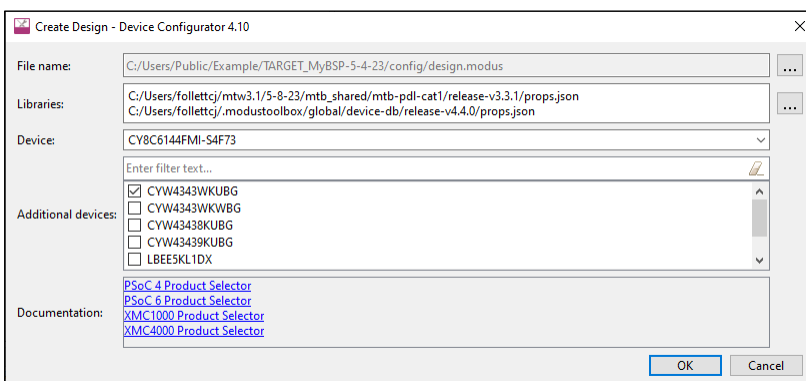 Create Design - Device Configurator 4.10
File name:
C:/Users/Public/Example/TARGET_MyBSP-5-4-23/config/design.modus
...
Libraries:
C:/Users/follettcj/mtw3.1/5-8-23/mtb_shared/mtb-pdl-cat1/release-v3.3.1/props.json
C:/Users/follettcj/.modustoolbox/global/device-db/release-v4.4.0/props.json
...
Device:
CY8C6144FMI-S4F73
Enter filter text...
Additional devices:
CYW4343WKUBG
CYW4343WKWBG
CYW43438KUBG
CYW43439KUBG
LBEE5KL1DX
Documentation:
PSoC 4 Product Selector
PSoC 6 Product Selector
XMC1000 Product Selector
XMC4000 Product Selector
OK
Cancel